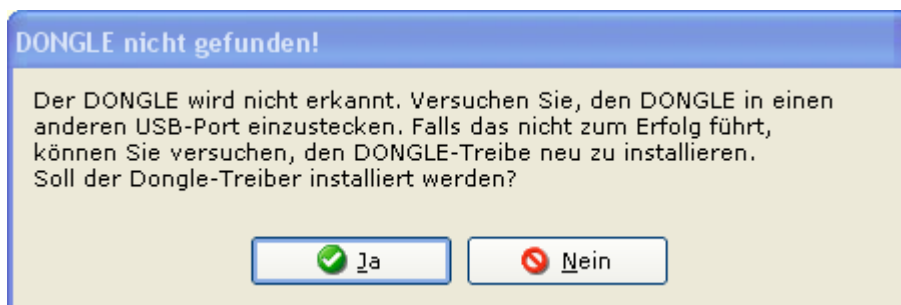 DONGLE nicht gefunden!
Der DONGLE wird nicht erkannt. Versuchen Sie, den DONGLE in einen
anderen USB-Port einzustecken. Falls das nicht zum Erfolg führt,
können Sie versuchen, den DONGLE-Treibe neu zu installieren.
Soll der Dongle-Treiber installiert werden?
Ja
Nein